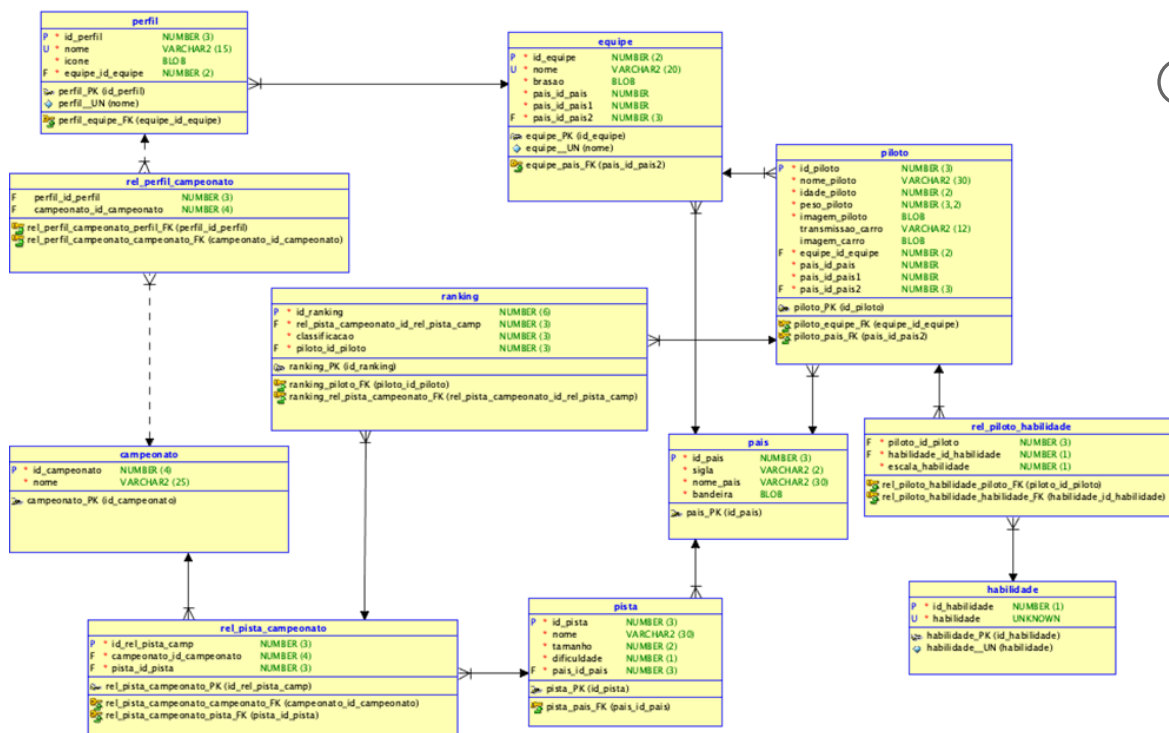 perfil
P * id_perfil NUMBER (3)
U * nome VARCHAR2 (15)
* icone BLOB
F * equipe_id_equipe NUMBER (2)
perfil_PK (id_perfil)
perfil__UN (nome)
perfil_equipe_FK (equipe_id_equipe)
equipe
P * id_equipe NUMBER (2)
U * nome VARCHAR2 (20)
* brasao BLOB
* pais_id_pais NUMBER
* pais_id_pais1 NUMBER
F * pais_id_pais2 NUMBER (3)
equipe_PK (id_equipe)
equipe__UN (nome)
equipe_pais_FK (pais_id_pais2)
piloto
P * id_piloto NUMBER (3)
* nome_piloto VARCHAR2 (30)
* idade_piloto NUMBER (2)
* peso_piloto NUMBER (3,2)
* imagem_piloto BLOB
transmissao_carro VARCHAR2 (12)
imagem_carro BLOB
F * equipe_id_equipe NUMBER (2)
* pais_id_pais NUMBER
* pais_id_pais1 NUMBER
F * pais_id_pais2 NUMBER (3)
piloto_PK (id_piloto)
piloto_equipe_FK (equipe_id_equipe)
piloto_pais_FK (pais_id_pais2)
rel_perfil_campeonato
F perfil_id_perfil NUMBER (3)
F campeonato_id_campeonato NUMBER (4)
rel_perfil_campeonato_perfil_FK (perfil_id_perfil)
rel_perfil_campeonato_campeonato_FK (campeonato_id_campeonato)
ranking
P * id_ranking NUMBER (6)
F * rel_pista_campeonato_id_rel_pista_camp NUMBER (3)
* classificacao NUMBER (3)
F * piloto_id_piloto NUMBER (3)
ranking_PK (id_ranking)
ranking_piloto_FK (piloto_id_piloto)
ranking_rel_pista_campeonato_FK (rel_pista_campeonato_id_rel_pista_camp)
campeonato
P * id_campeonato NUMBER (4)
* nome VARCHAR2 (25)
campeonato_PK (id_campeonato)
pais
P * id_pais NUMBER (3)
* sigla VARCHAR2 (2)
* nome_pais VARCHAR2 (30)
* bandeira BLOB
pais_PK (id_pais)
rel_piloto_habilidade
F * piloto_id_piloto NUMBER (3)
F * habilidade_id_habilidade NUMBER (1)
* escala_habilidade NUMBER (1)
rel_piloto_habilidade_piloto_FK (piloto_id_piloto)
rel_piloto_habilidade_habilidade_FK (habilidade_id_habilidade)
habilidade
P * id_habilidade NUMBER (1)
U * habilidade UNKNOWN
habilidade_PK (id_habilidade)
habilidade__UN (habilidade)
rel_pista_campeonato
P * id_rel_pista_camp NUMBER (3)
F * campeonato_id_campeonato NUMBER (4)
F * pista_id_pista NUMBER (3)
rel_pista_campeonato_PK (id_rel_pista_camp)
rel_pista_campeonato_campeonato_FK (campeonato_id_campeonato)
rel_pista_campeonato_pista_FK (pista_id_pista)
pista
P * id_pista NUMBER (3)
* nome VARCHAR2 (30)
* tamanho NUMBER (2)
* dificuldade NUMBER (1)
F * pais_id_pais NUMBER (3)
pista_PK (id_pista)
pista_pais_FK (pais_id_pais)